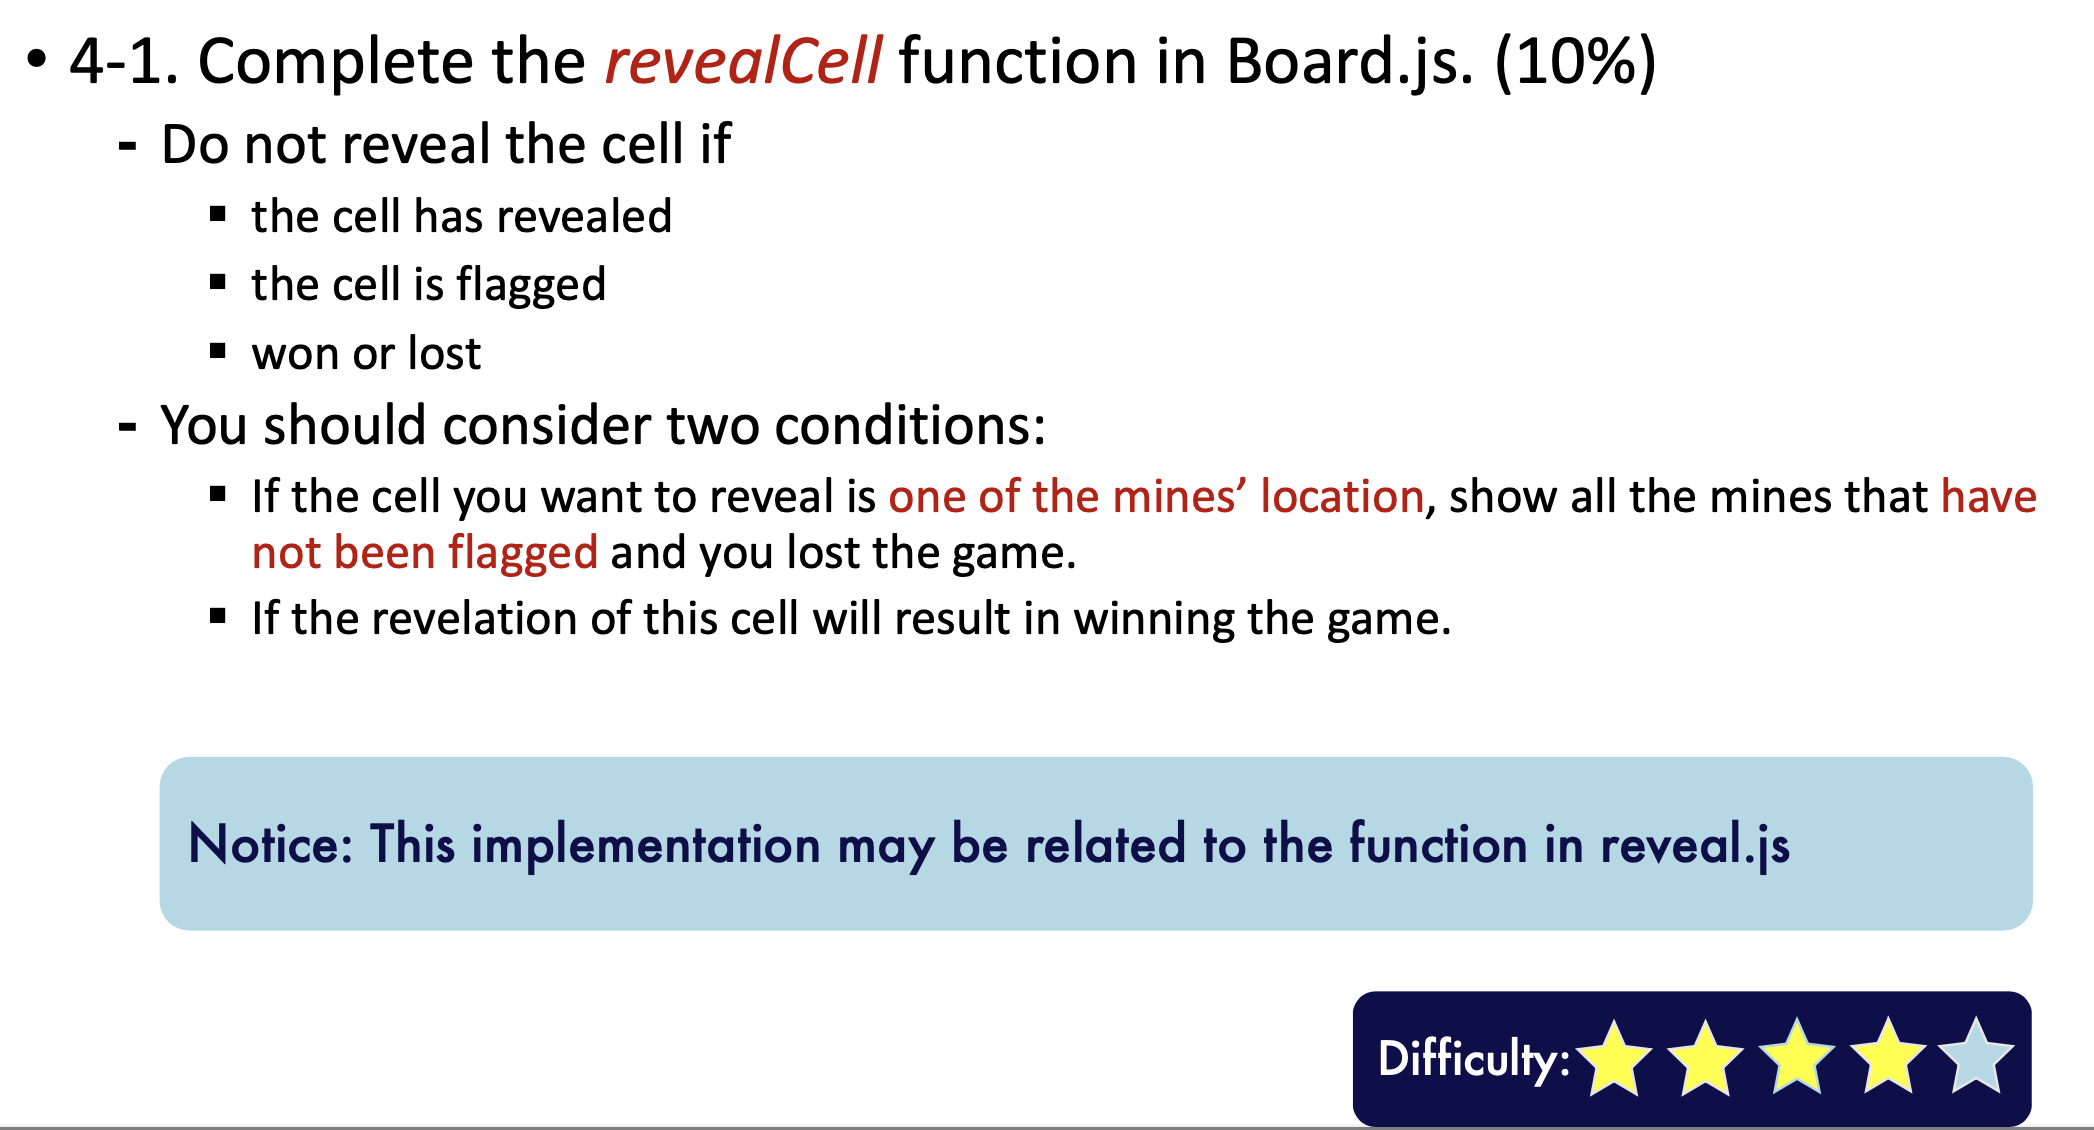 • 4-1. Complete the revealCell function in Board.js. (10%)
- Do not reveal the cell if
▪ the cell has revealed
▪ the cell is flagged
▪ won or lost
- You should consider two conditions:
▪ If the cell you want to reveal is one of the mines’ location, show all the mines that have
not been flagged and you lost the game.
▪ If the revelation of this cell will result in winning the game.
Notice: This implementation may be related to the function in reveal.js
Difficulty: